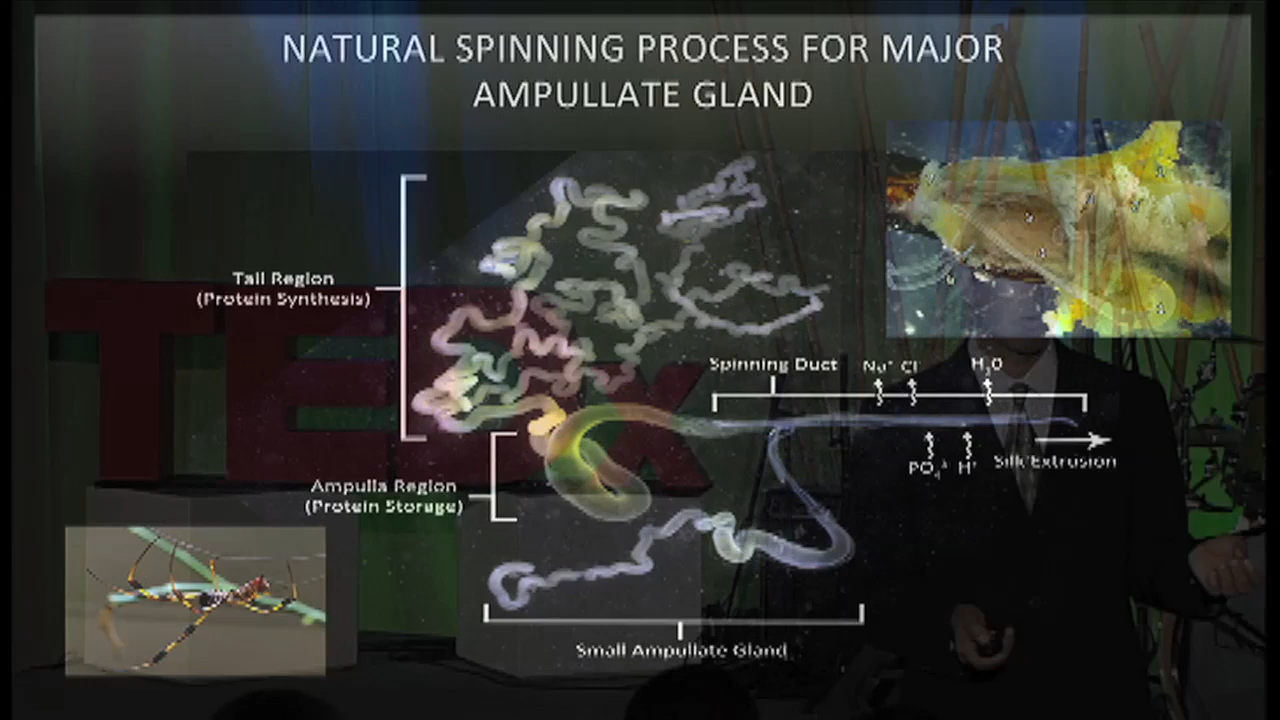 NATURAL SPINNING PROCESS FOR MAJOR
AMPULLATE GLAND
Tail Region
(Protein Synthesis)
Spinning Duct
Na⁺ Cl⁻
H₂O
PO₄³⁻ H⁺ Silk Extrusion
Ampulla Region
(Protein Storage)
Small Ampullate Gland
TEDx